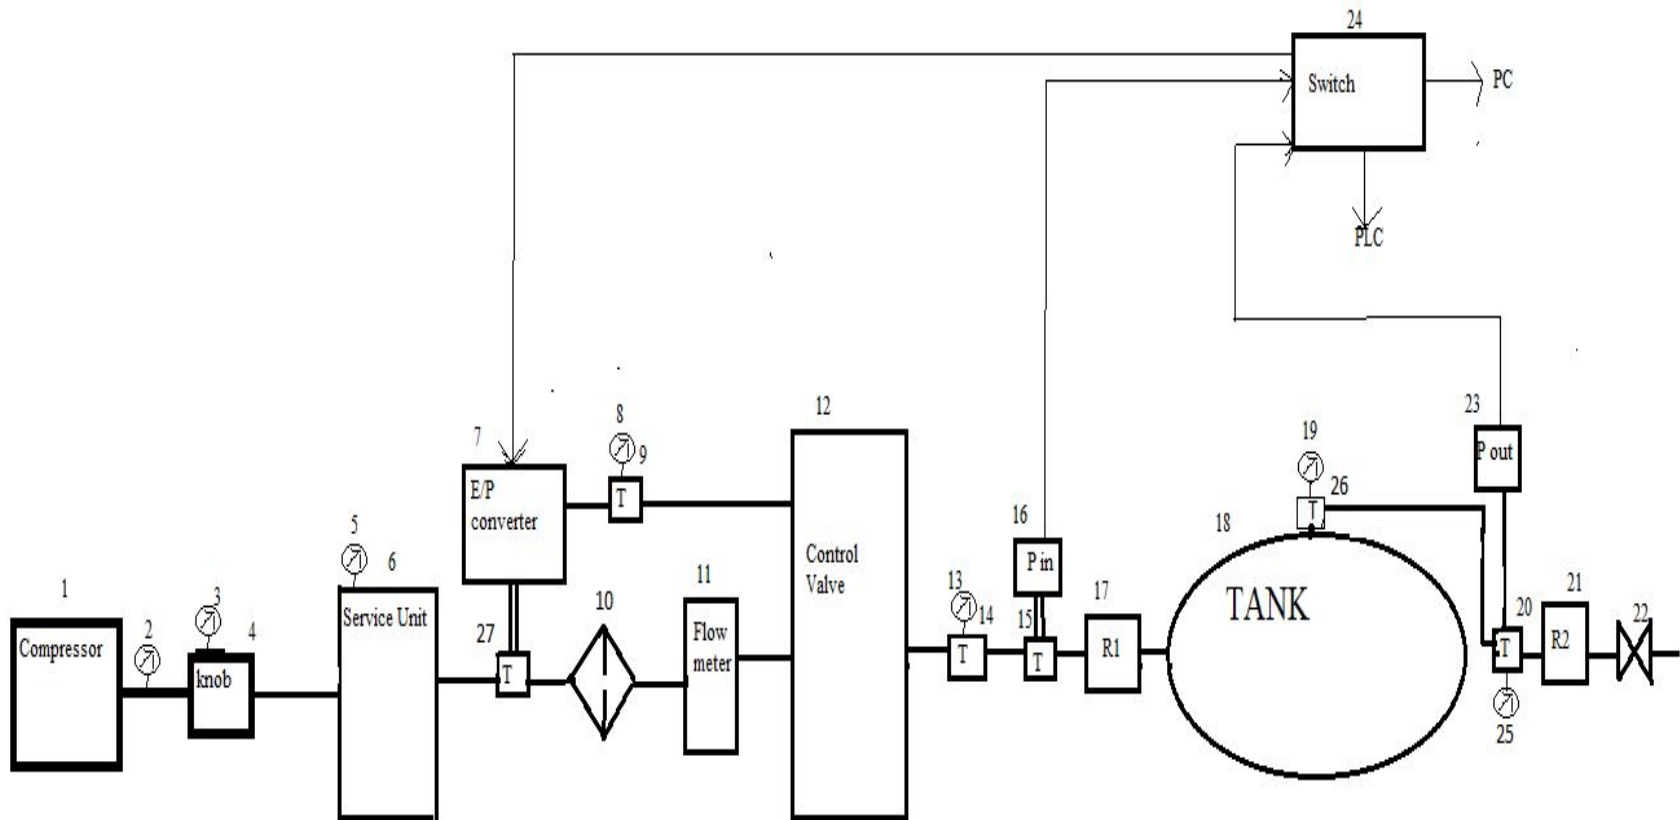 24
Switch
PC
PLC
12
8
7
9
E/P
converter
T
Control
Valve
23
P out
19
26
T
18
TANK
16
P in
5
6
Service Unit
1
Compressor
2
3
4
knob
27
T
10
11
Flow
meter
13
14
T
15
T
17
R1
20
T
25
21
R2
22